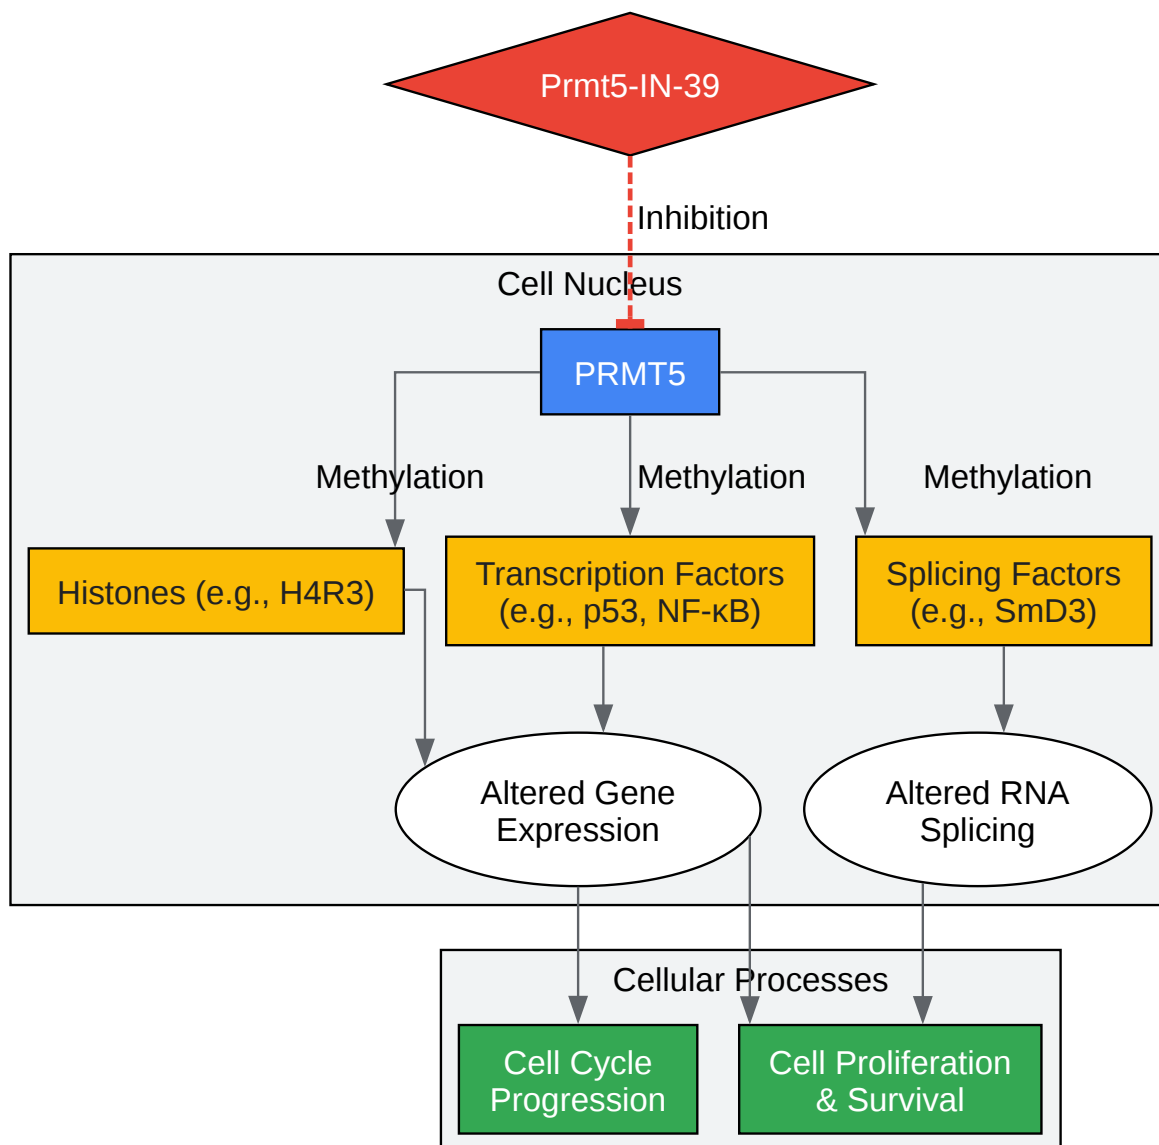 Prmt5-IN-39
Inhibition
Cell Nucleus
PRMT5
Methylation
Methylation
Methylation
Histones (e.g., H4R3)
Transcription Factors
(e.g., p53, NF-κB)
Splicing Factors
(e.g., SmD3)
Altered Gene
Expression
Altered RNA
Splicing
Cellular Processes
Cell Cycle
Progression
Cell Proliferation
& Survival